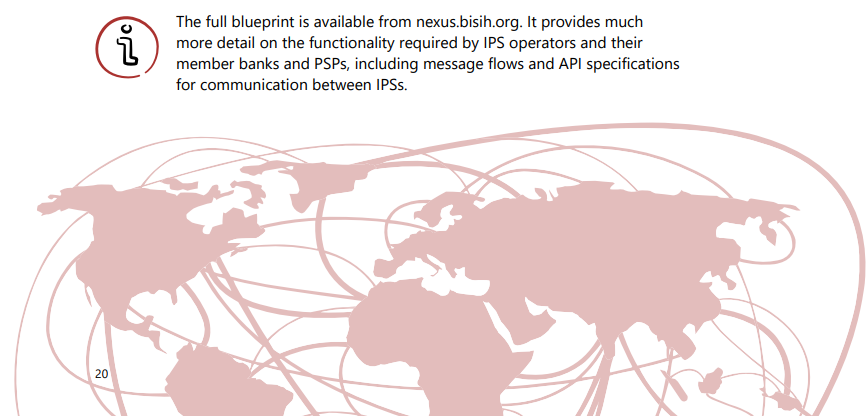 The full blueprint is available from nexus.bisih.org. It provides much
more detail on the functionality required by IPS operators and their
member banks and PSPs, including message flows and API specifications
for communication between IPSs.
20